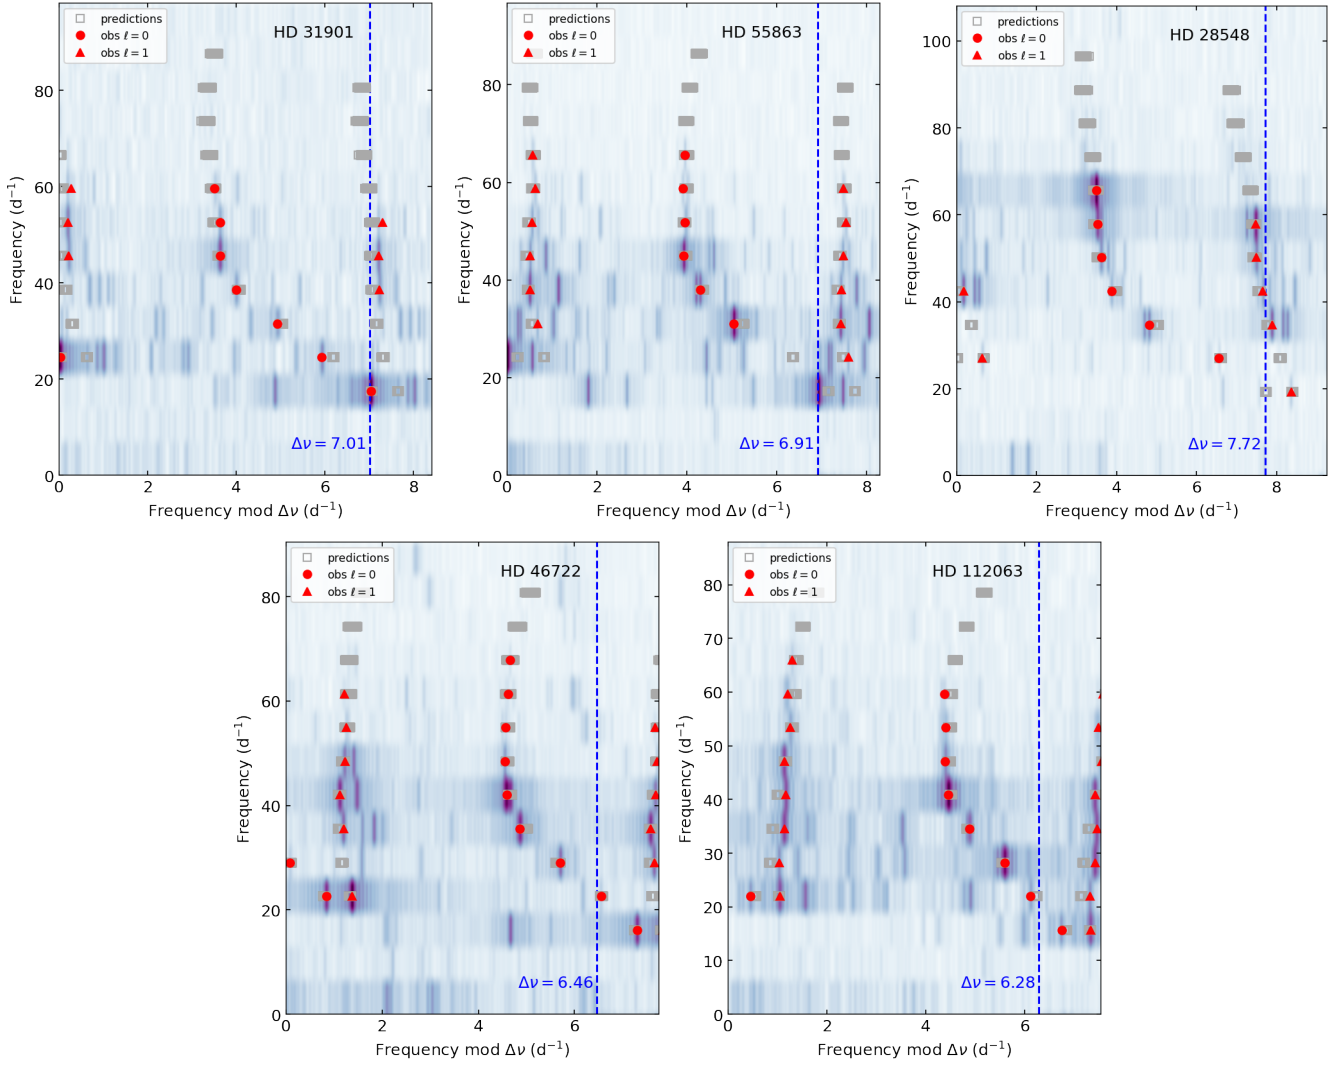 predictions
obs ℓ = 0
obs ℓ = 1
HD 31901
Frequency (d⁻¹)
80
60
40
20
0
Δν = 7.01
0 2 4 6 8
Frequency mod Δν (d⁻¹)
predictions
obs ℓ = 0
obs ℓ = 1
HD 55863
Frequency (d⁻¹)
80
60
40
20
0
Δν = 6.91
0 2 4 6 8
Frequency mod Δν (d⁻¹)
predictions
obs ℓ = 0
obs ℓ = 1
HD 28548
Frequency (d⁻¹)
100
80
60
40
20
0
Δν = 7.72
0 2 4 6 8
Frequency mod Δν (d⁻¹)
predictions
obs ℓ = 0
obs ℓ = 1
HD 46722
Frequency (d⁻¹)
80
60
40
20
0
Δν = 6.46
0 2 4 6
Frequency mod Δν (d⁻¹)
predictions
obs ℓ = 0
obs ℓ = 1
HD 112063
Frequency (d⁻¹)
80
70
60
50
40
30
20
10
0
Δν = 6.28
0 2 4 6
Frequency mod Δν (d⁻¹)